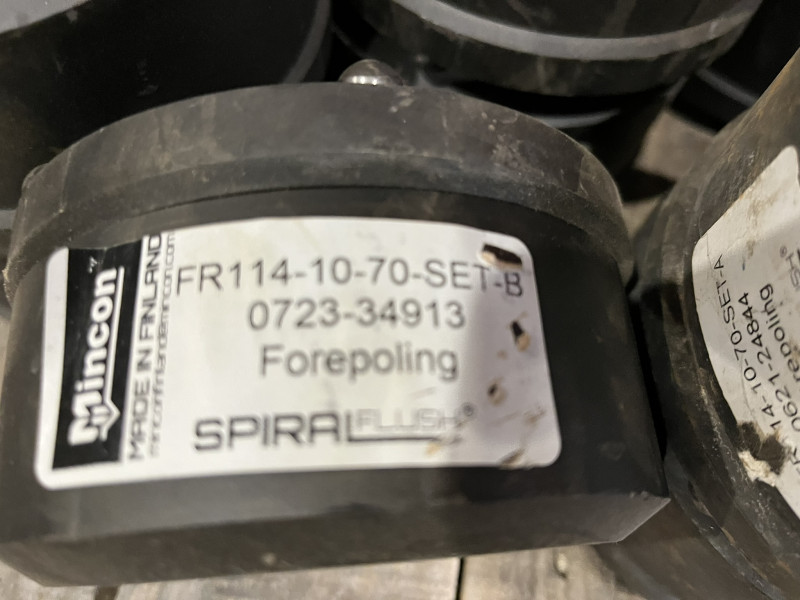 Mincon
MADE IN FINLAND
FR114-10-70-SET-B
0723-34913
Forepoling
SPIRALFLUSH®
14-10-70-SET-A
0621-24844